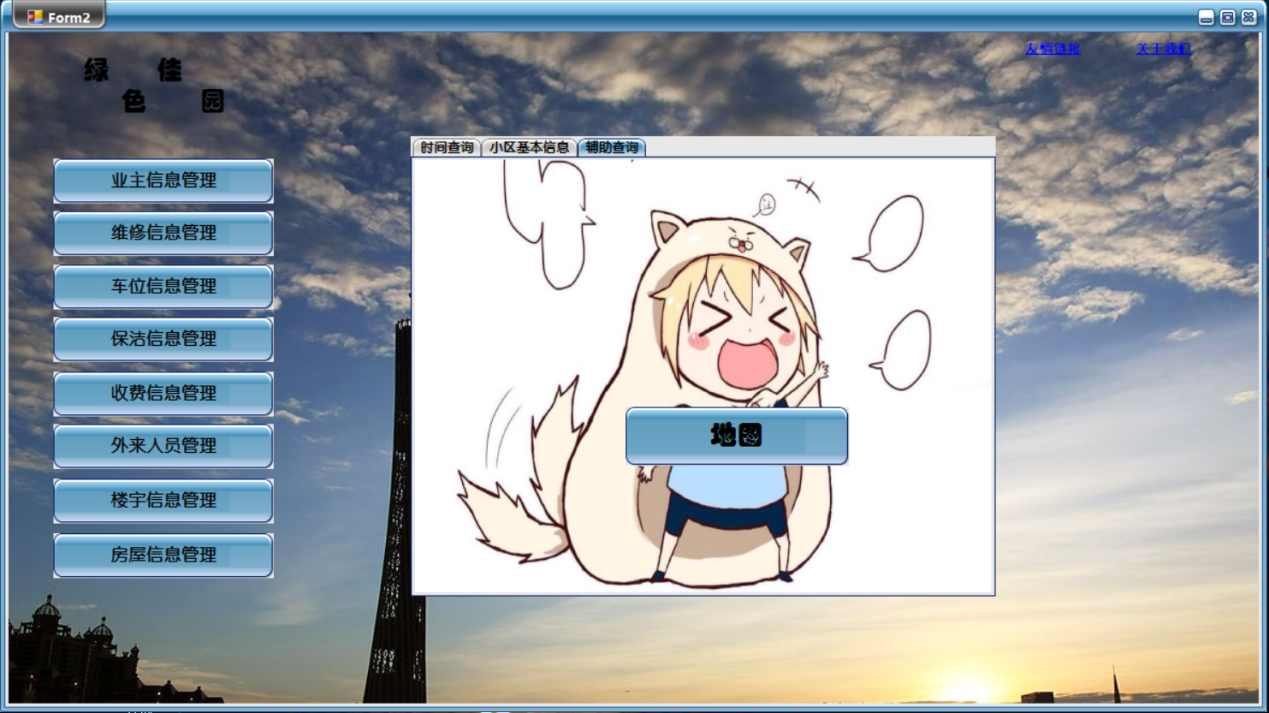 Form2
友情链接 关于我们
绿 佳
色 园
时间查询 小区基本信息 辅助查询
业主信息管理
维修信息管理
车位信息管理
保洁信息管理
收费信息管理
外来人员管理
楼宇信息管理
房屋信息管理
地图